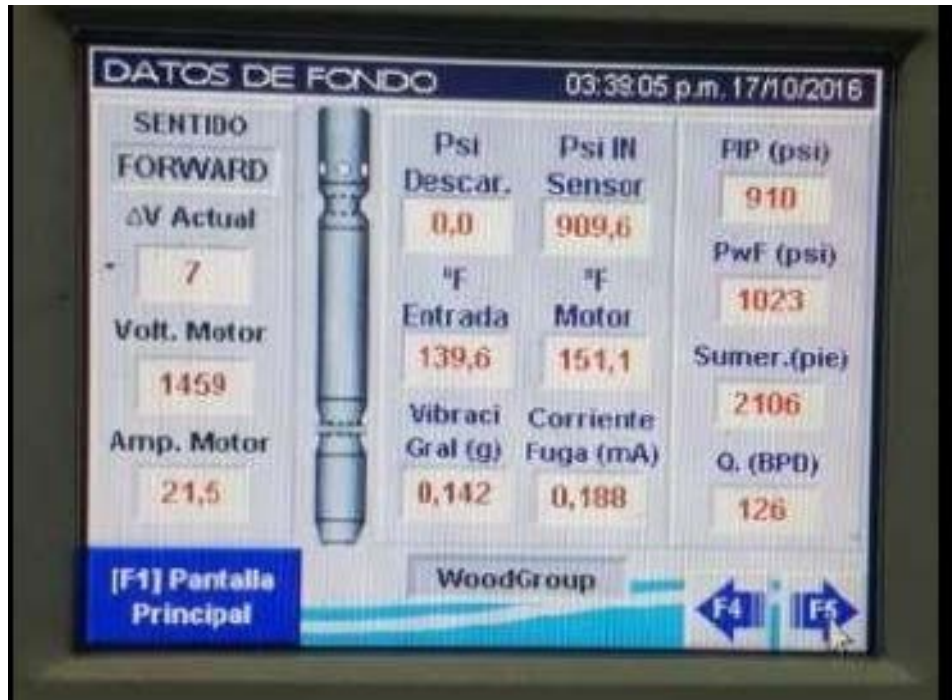 DATOS DE FONDO 03:39:05 p.m. 17/10/2016
SENTIDO
FORWARD
ΔV Actual
7
Volt. Motor
1459
Amp. Motor
21,5
Psi
Descar.
0,0
ºF
Entrada
139,6
Vibraci
Gral (g)
0,142
Psi IN
Sensor
909,6
ºF
Motor
151,1
Corriente
Fuga (mA)
0,188
PIP (psi)
910
PwF (psi)
1023
Sumer.(pie)
2106
Q. (BPD)
126
[F1] Pantalla
Principal
WoodGroup
F4
F5